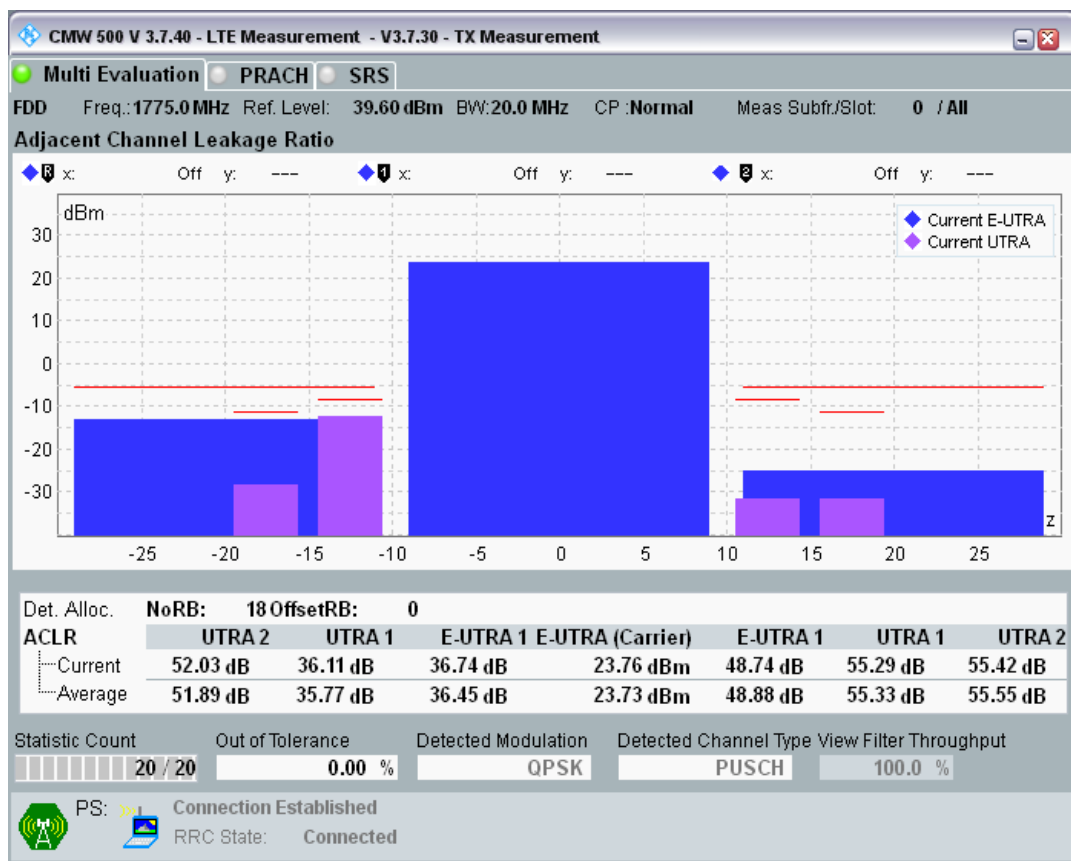 CMW 500 V 3.7.40 - LTE Measurement - V3.7.30 - TX Measurement
Multi Evaluation PRACH SRS
FDD Freq.:1775.0 MHz Ref. Level: 39.60 dBm BW:20.0 MHz CP :Normal Meas Subfr./Slot: 0 / All
Adjacent Channel Leakage Ratio
R x: Off y: --- 1 x: Off y: --- 2 x: Off y: ---
dBm
Current E-UTRA
Current UTRA
30
20
10
0
-10
-20
-30
z
-25 -20 -15 -10 -5 0 5 10 15 20 25
Det. Alloc. NoRB: 18 OffsetRB: 0
ACLR UTRA 2 UTRA 1 E-UTRA 1 E-UTRA (Carrier) E-UTRA 1 UTRA 1 UTRA 2
Current 52.03 dB 36.11 dB 36.74 dB 23.76 dBm 48.74 dB 55.29 dB 55.42 dB
Average 51.89 dB 35.77 dB 36.45 dB 23.73 dBm 48.88 dB 55.33 dB 55.55 dB
Statistic Count Out of Tolerance Detected Modulation Detected Channel Type View Filter Throughput
20 / 20 0.00 % QPSK PUSCH 100.0 %
PS: Connection Established
RRC State: Connected